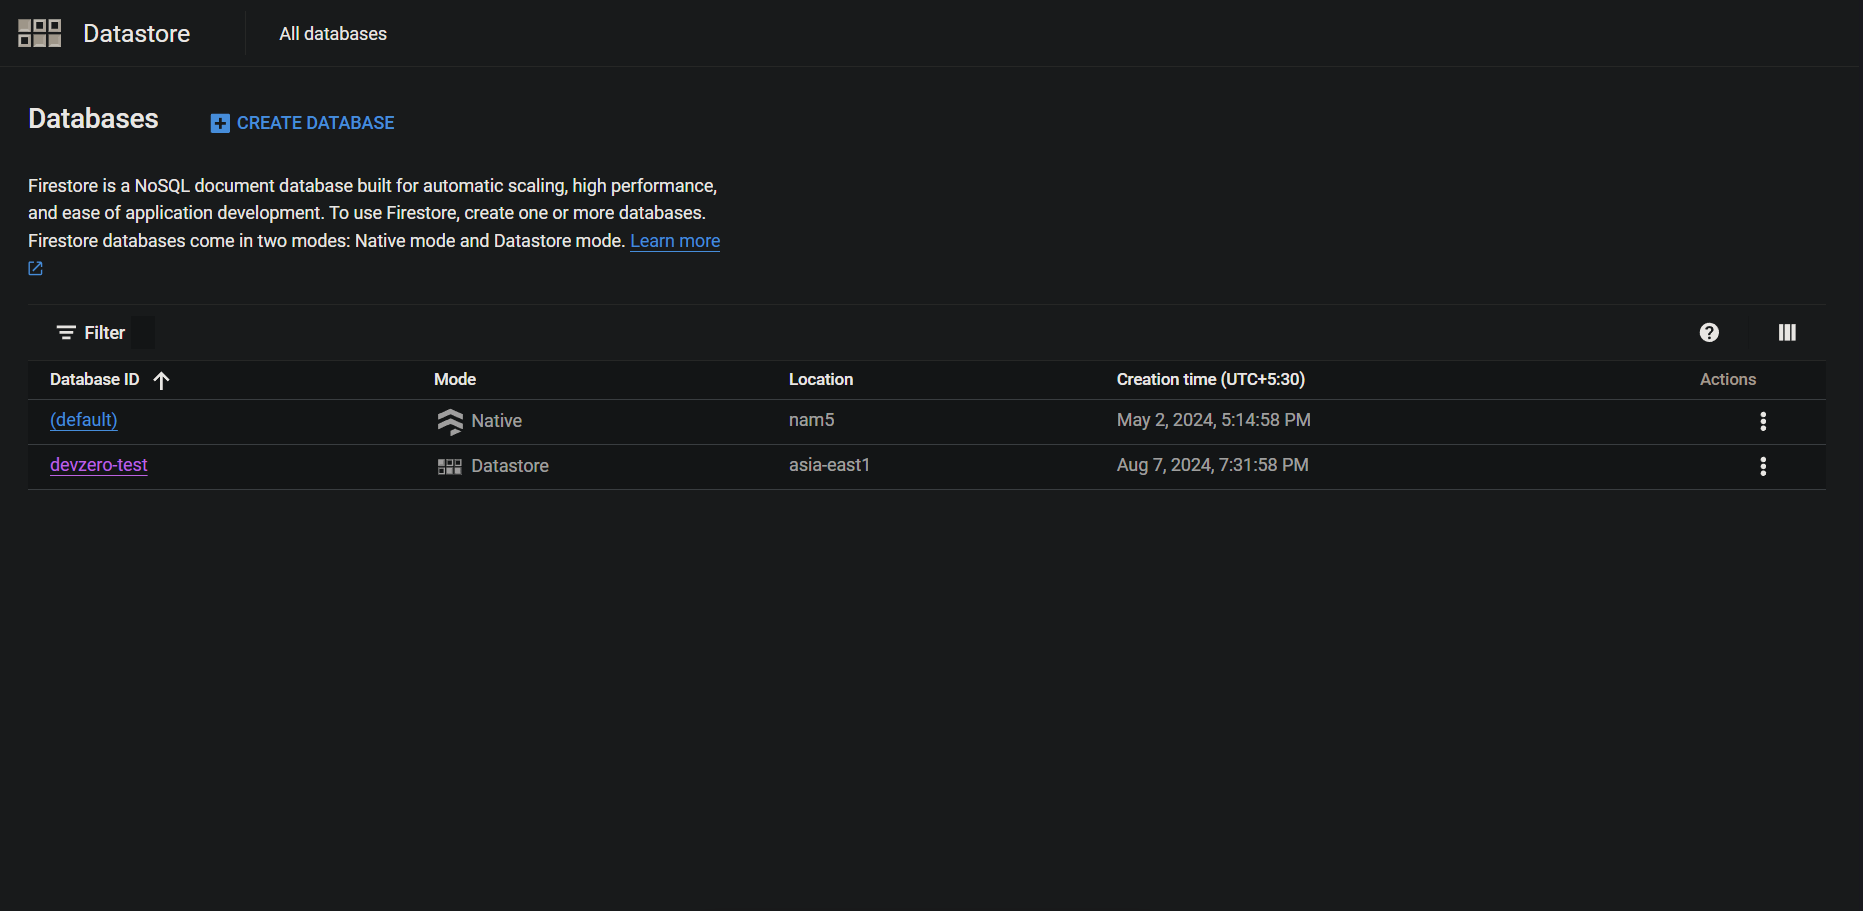 Datastore
All databases
Databases
CREATE DATABASE
Firestore is a NoSQL document database built for automatic scaling, high performance,
and ease of application development. To use Firestore, create one or more databases.
Firestore databases come in two modes: Native mode and Datastore mode. Learn more
Filter
Database ID Mode Location Creation time (UTC+5:30) Actions
(default) Native nam5 May 2, 2024, 5:14:58 PM
devzero-test Datastore asia-east1 Aug 7, 2024, 7:31:58 PM